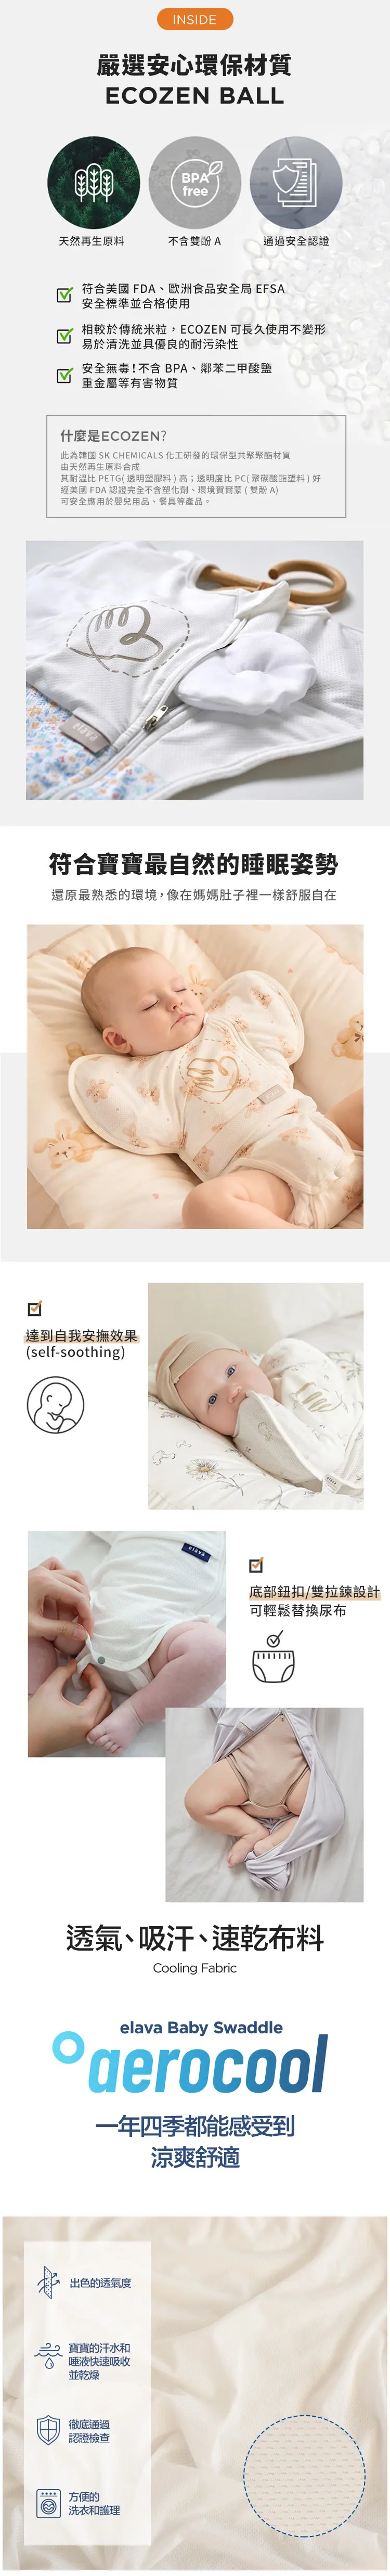 INSIDE
嚴選安心環保材質
ECOZEN BALL
BPA
free
天然再生原料
不含雙酚 A
通過安全認證
符合美國 FDA、歐洲食品安全局 EFSA
安全標準並合格使用
相較於傳統米粒，ECOZEN 可長久使用不變形
易於清洗並具優良的耐污染性
安全無毒！不含 BPA、鄰苯二甲酸鹽
重金屬等有害物質
什麼是ECOZEN?
此為韓國 SK CHEMICALS 化工研發的環保型共聚聚酯材質
由天然再生原料合成
其耐溫比 PETG( 透明塑膠料 ) 高；透明度比 PC( 聚碳酸酯塑料 ) 好
經美國 FDA 認證完全不含塑化劑、環境賀爾蒙 ( 雙酚 A)
可安全應用於嬰兒用品、餐具等產品。
elava
符合寶寶最自然的睡眠姿勢
還原最熟悉的環境，像在媽媽肚子裡一樣舒服自在
達到自我安撫效果
(self-soothing)
elava
底部鈕扣/雙拉鍊設計
可輕鬆替換尿布
透氣、吸汗、速乾布料
Cooling Fabric
elava Baby Swaddle
aerocool
一年四季都能感受到
涼爽舒適
出色的透氣度
寶寶的汗水和
唾液快速吸收
並乾燥
徹底通過
認證檢查
方便的
洗衣和護理